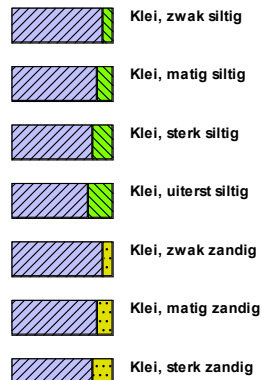 Klei, zwak siltig
Klei, matig siltig
Klei, sterk siltig
Klei, uiterst siltig
Klei, zwak zandig
Klei, matig zandig
Klei, sterk zandig